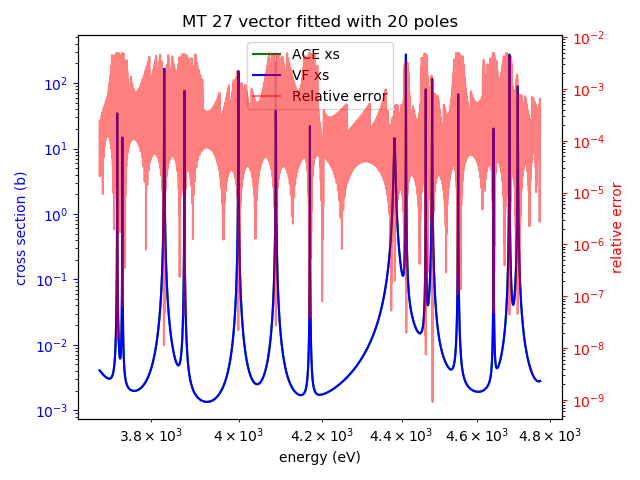 MT 27 vector fitted with 20 poles
ACE xs
VF xs
Relative error
cross section (b)
10²
10¹
10⁰
10⁻¹
10⁻²
10⁻³
10⁻²
10⁻³
10⁻⁴
10⁻⁵
10⁻⁶
10⁻⁷
10⁻⁸
10⁻⁹
relative error
3.8 × 10³ 4 × 10³ 4.2 × 10³ 4.4 × 10³ 4.6 × 10³ 4.8 × 10³
energy (eV)